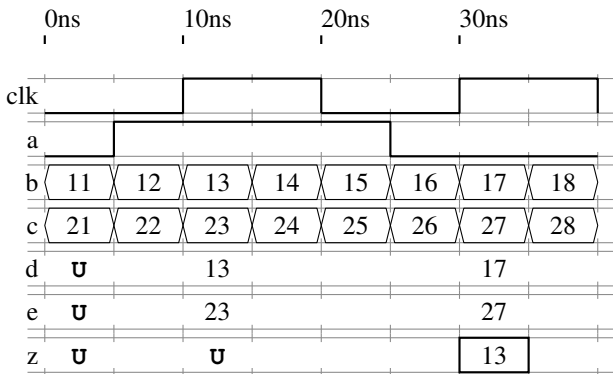 0ns 10ns 20ns 30ns
clk
a
b 11 12 13 14 15 16 17 18
c 21 22 23 24 25 26 27 28
d U 13 17
e U 23 27
z U U 13